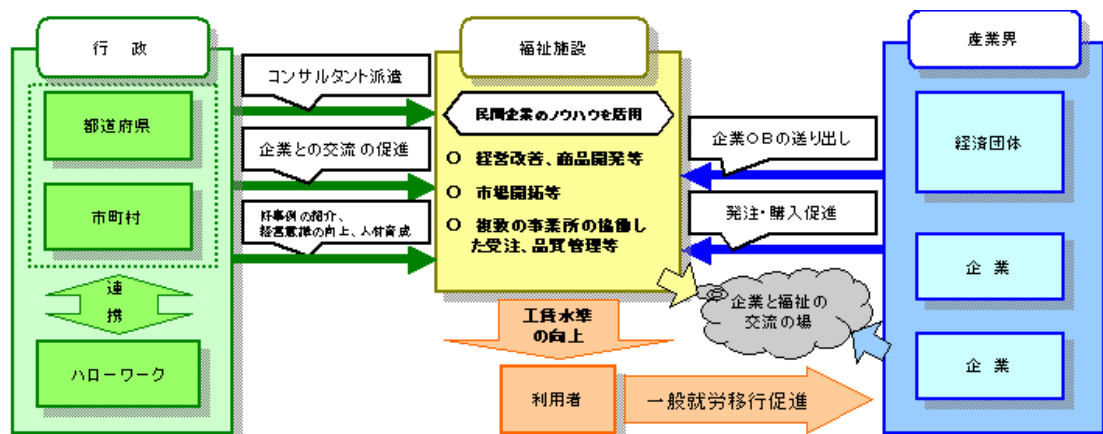 行　政
都道府県
市町村
連
携
ハローワーク
コンサルタント派遣
企業との交流の促進
好事例の紹介、
経営意識の向上、人材育成
福祉施設
民間企業のノウハウを活用
○ 経営改善、商品開発等
○ 市場開拓等
○ 複数の事業所の協働し
た受注、品質管理等
工賃水準
の向上
利用者
一般就労移行促進
企業OBの送り出し
発注・購入促進
企業と福祉の
交流の場
産業界
経済団体
企 業
企 業